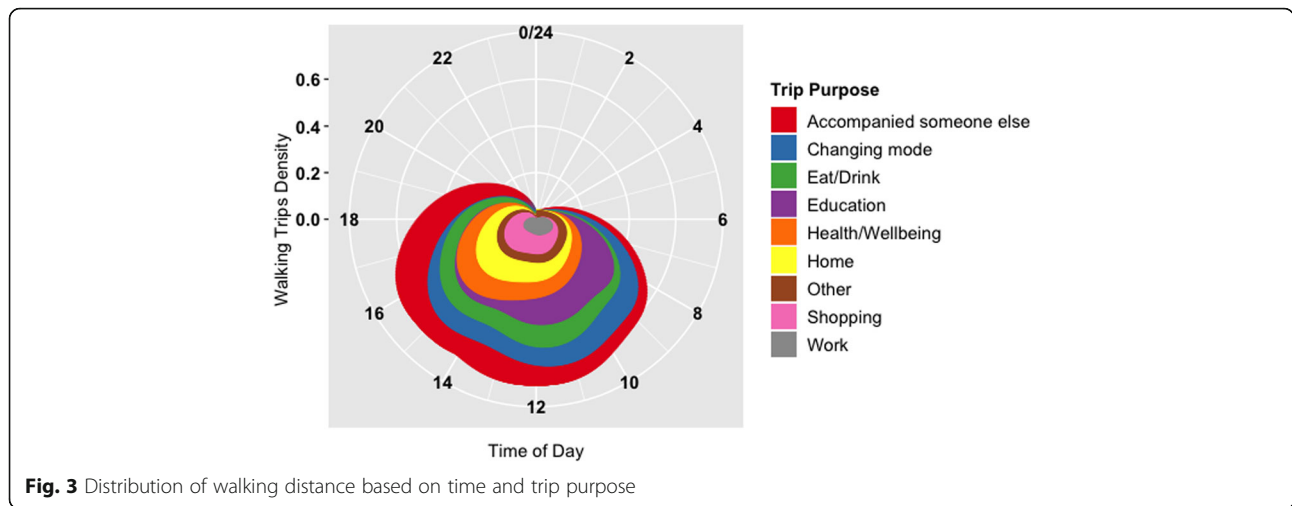 0/24
22
2
0.6
0.4
20
4
0.2
0.0
18
6
Walking Trips Density
16
8
14
10
12
Time of Day
Trip Purpose
Accompanied someone else
Changing mode
Eat/Drink
Education
Health/Wellbeing
Home
Other
Shopping
Work
Fig. 3 Distribution of walking distance based on time and trip purpose